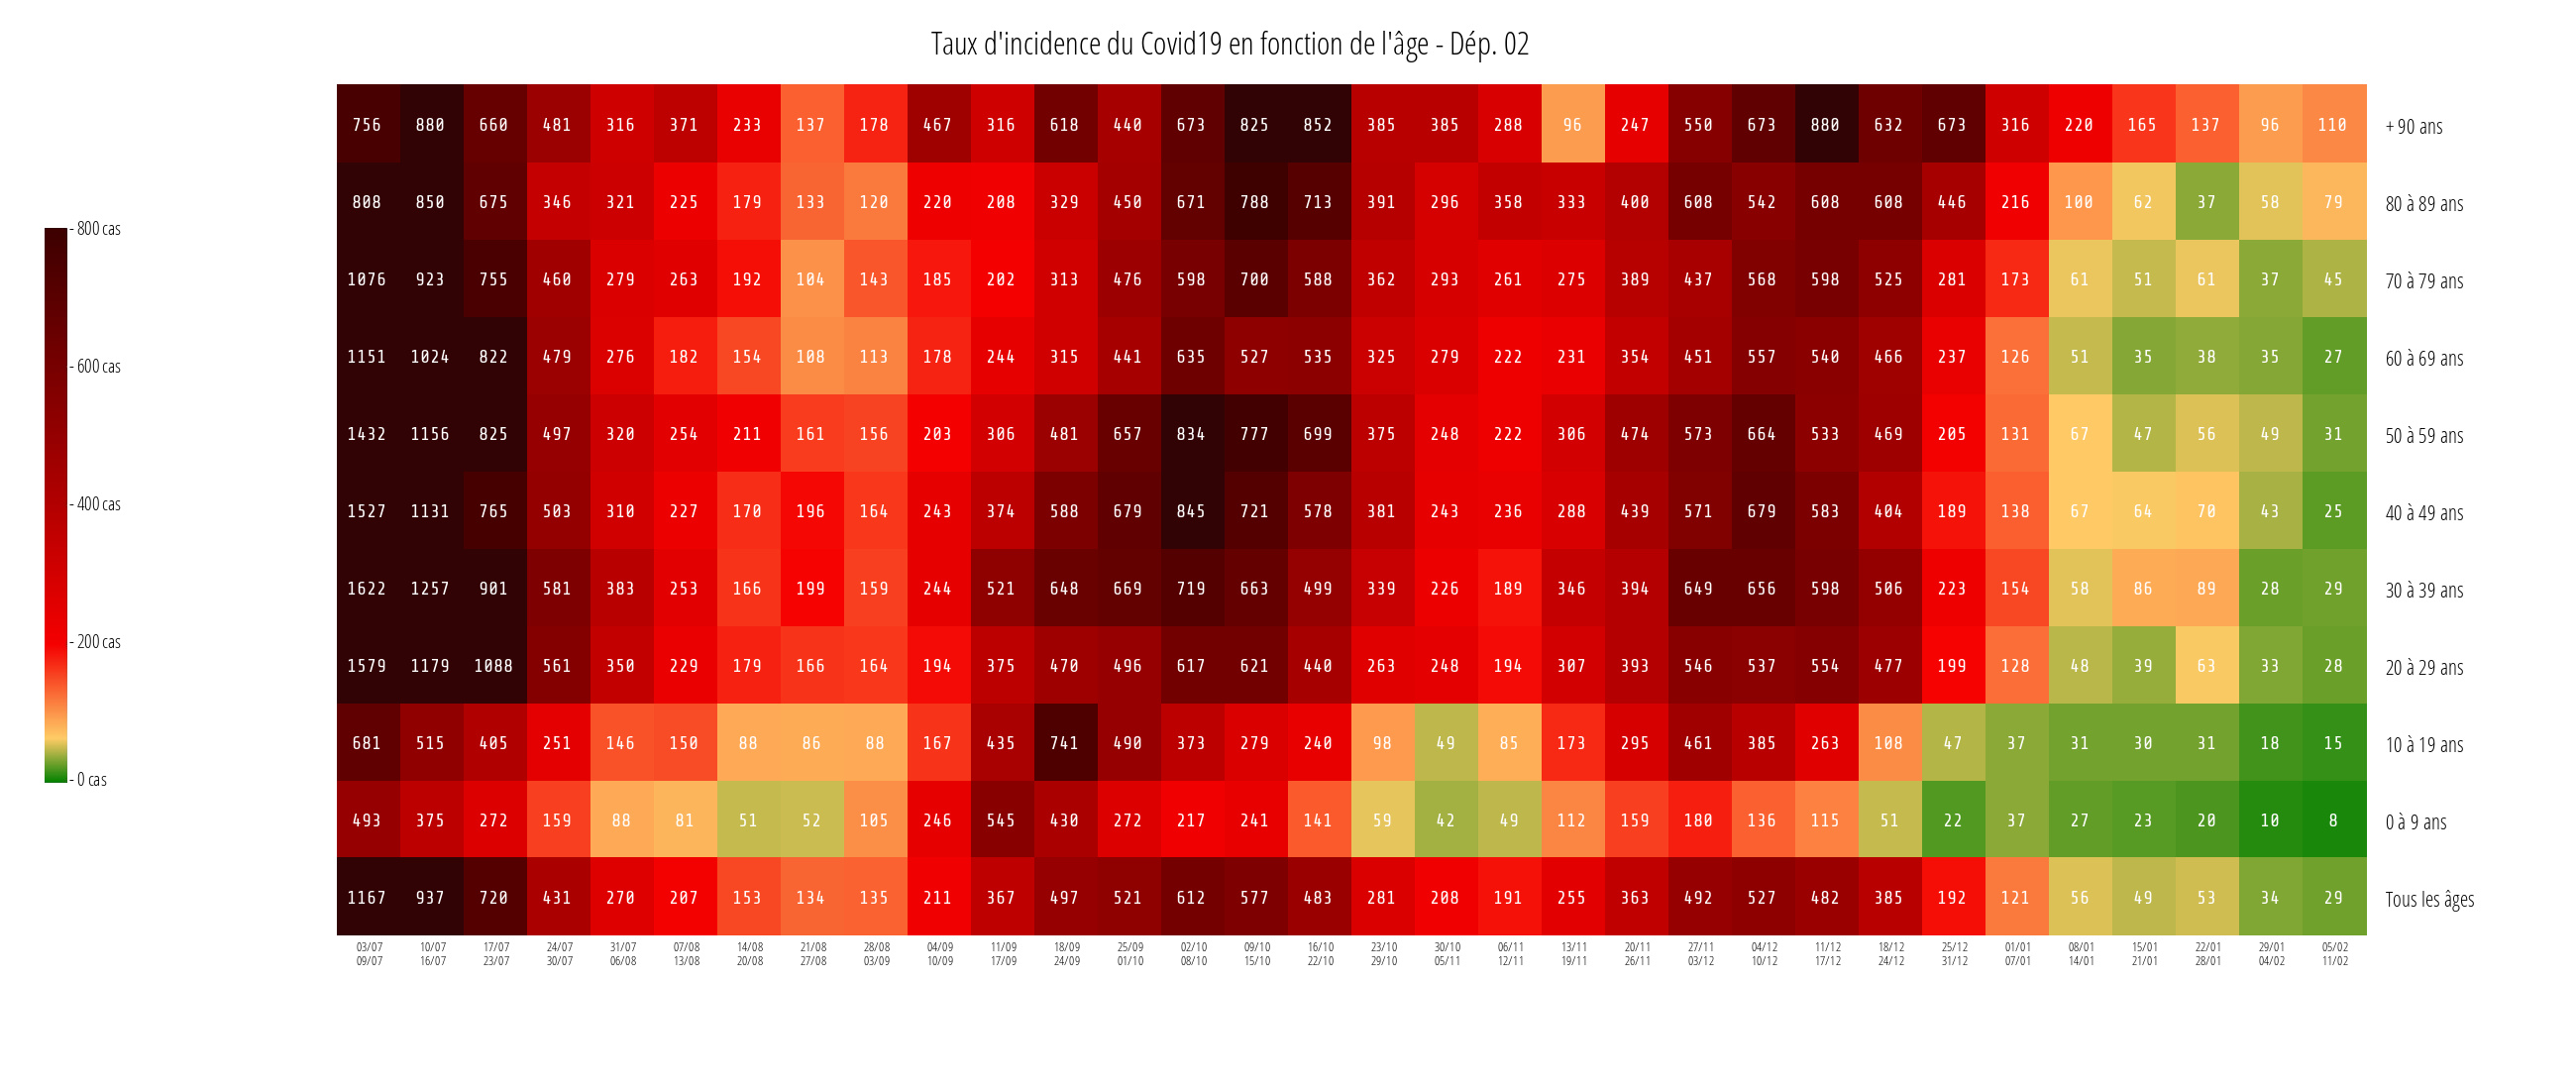 Taux d'incidence du Covid19 en fonction de l'âge - Dép. 02
756 880 660 481 316 371 233 137 178 467 316 618 440 673 825 852 385 385 288 96 247 550 673 880 632 673 316 220 165 137 96 110 + 90 ans
808 850 675 346 321 225 179 133 120 220 208 329 450 671 788 713 391 296 358 333 400 608 542 608 608 446 216 100 62 37 58 79 80 à 89 ans
- 800 cas
1076 923 755 460 279 263 192 104 143 185 202 313 476 598 700 588 362 293 261 275 389 437 568 598 525 281 173 61 51 61 37 45 70 à 79 ans
1151 1024 822 479 276 182 154 108 113 178 244 315 441 635 527 535 325 279 222 231 354 451 557 540 466 237 126 51 35 38 35 27 60 à 69 ans
- 600 cas
1432 1156 825 497 320 254 211 161 156 203 306 481 657 834 777 699 375 248 222 306 474 573 664 533 469 205 131 67 47 56 49 31 50 à 59 ans
- 400 cas
1527 1131 765 503 310 227 170 196 164 243 374 588 679 845 721 578 381 243 236 288 439 571 679 583 404 189 138 67 64 70 43 25 40 à 49 ans
1622 1257 901 581 383 253 166 199 159 244 521 648 669 719 663 499 339 226 189 346 394 649 656 598 506 223 154 58 86 89 28 29 30 à 39 ans
- 200 cas
1579 1179 1088 561 350 229 179 166 164 194 375 470 496 617 621 440 263 248 194 307 393 546 537 554 477 199 128 48 39 63 33 28 20 à 29 ans
681 515 405 251 146 150 88 86 88 167 435 741 490 373 279 240 98 49 85 173 295 461 385 263 108 47 37 31 30 31 18 15 10 à 19 ans
- 0 cas
493 375 272 159 88 81 51 52 105 246 545 430 272 217 241 141 59 42 49 112 159 180 136 115 51 22 37 27 23 20 10 8 0 à 9 ans
1167 937 720 431 270 207 153 134 135 211 367 497 521 612 577 483 281 208 191 255 363 492 527 482 385 192 121 56 49 53 34 29 Tous les âges
03/07 10/07 17/07 24/07 31/07 07/08 14/08 21/08 28/08 04/09 11/09 18/09 25/09 02/10 09/10 16/10 23/10 30/10 06/11 13/11 20/11 27/11 04/12 11/12 18/12 25/12 01/01 08/01 15/01 22/01 29/01 05/02
09/07 16/07 23/07 30/07 06/08 13/08 20/08 27/08 03/09 10/09 17/09 24/09 01/10 08/10 15/10 22/10 29/10 05/11 12/11 19/11 26/11 03/12 10/12 17/12 24/12 31/12 07/01 14/01 21/01 28/01 04/02 11/02